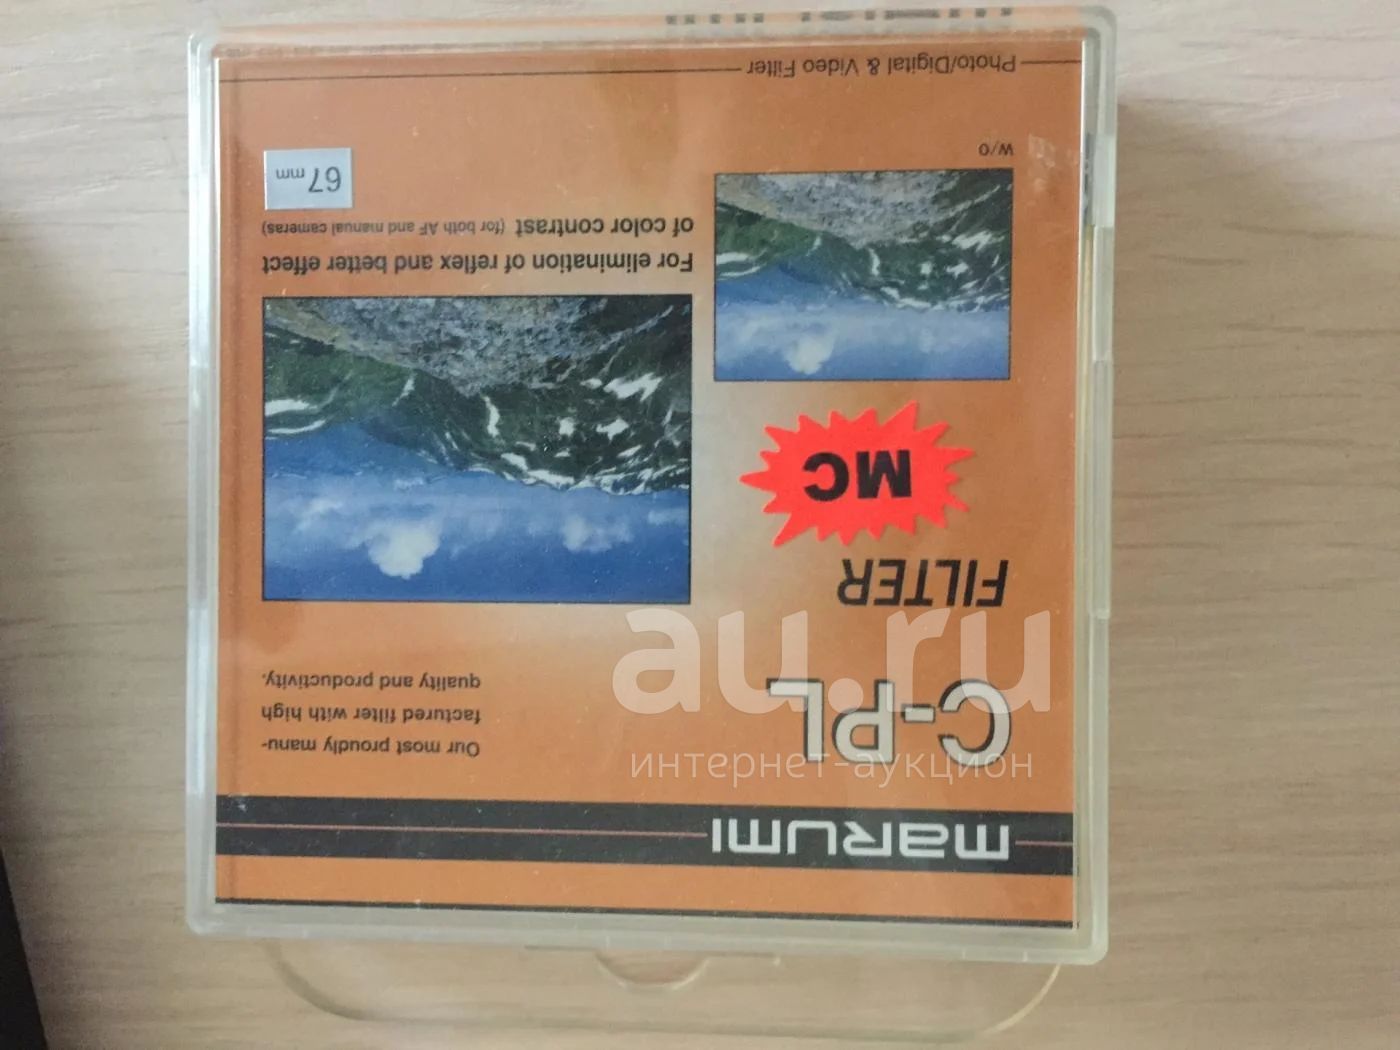 marumi
Our most proudly manu-
factured filter with high
quality and productivity.
C-PL
FILTER
MC
For elimination of reflex and better effect
of color contrast (for both AF and manual cameras)
67 mm
W/O
Photo/Digital & Video Filter
au.ru
интернет-аукцион